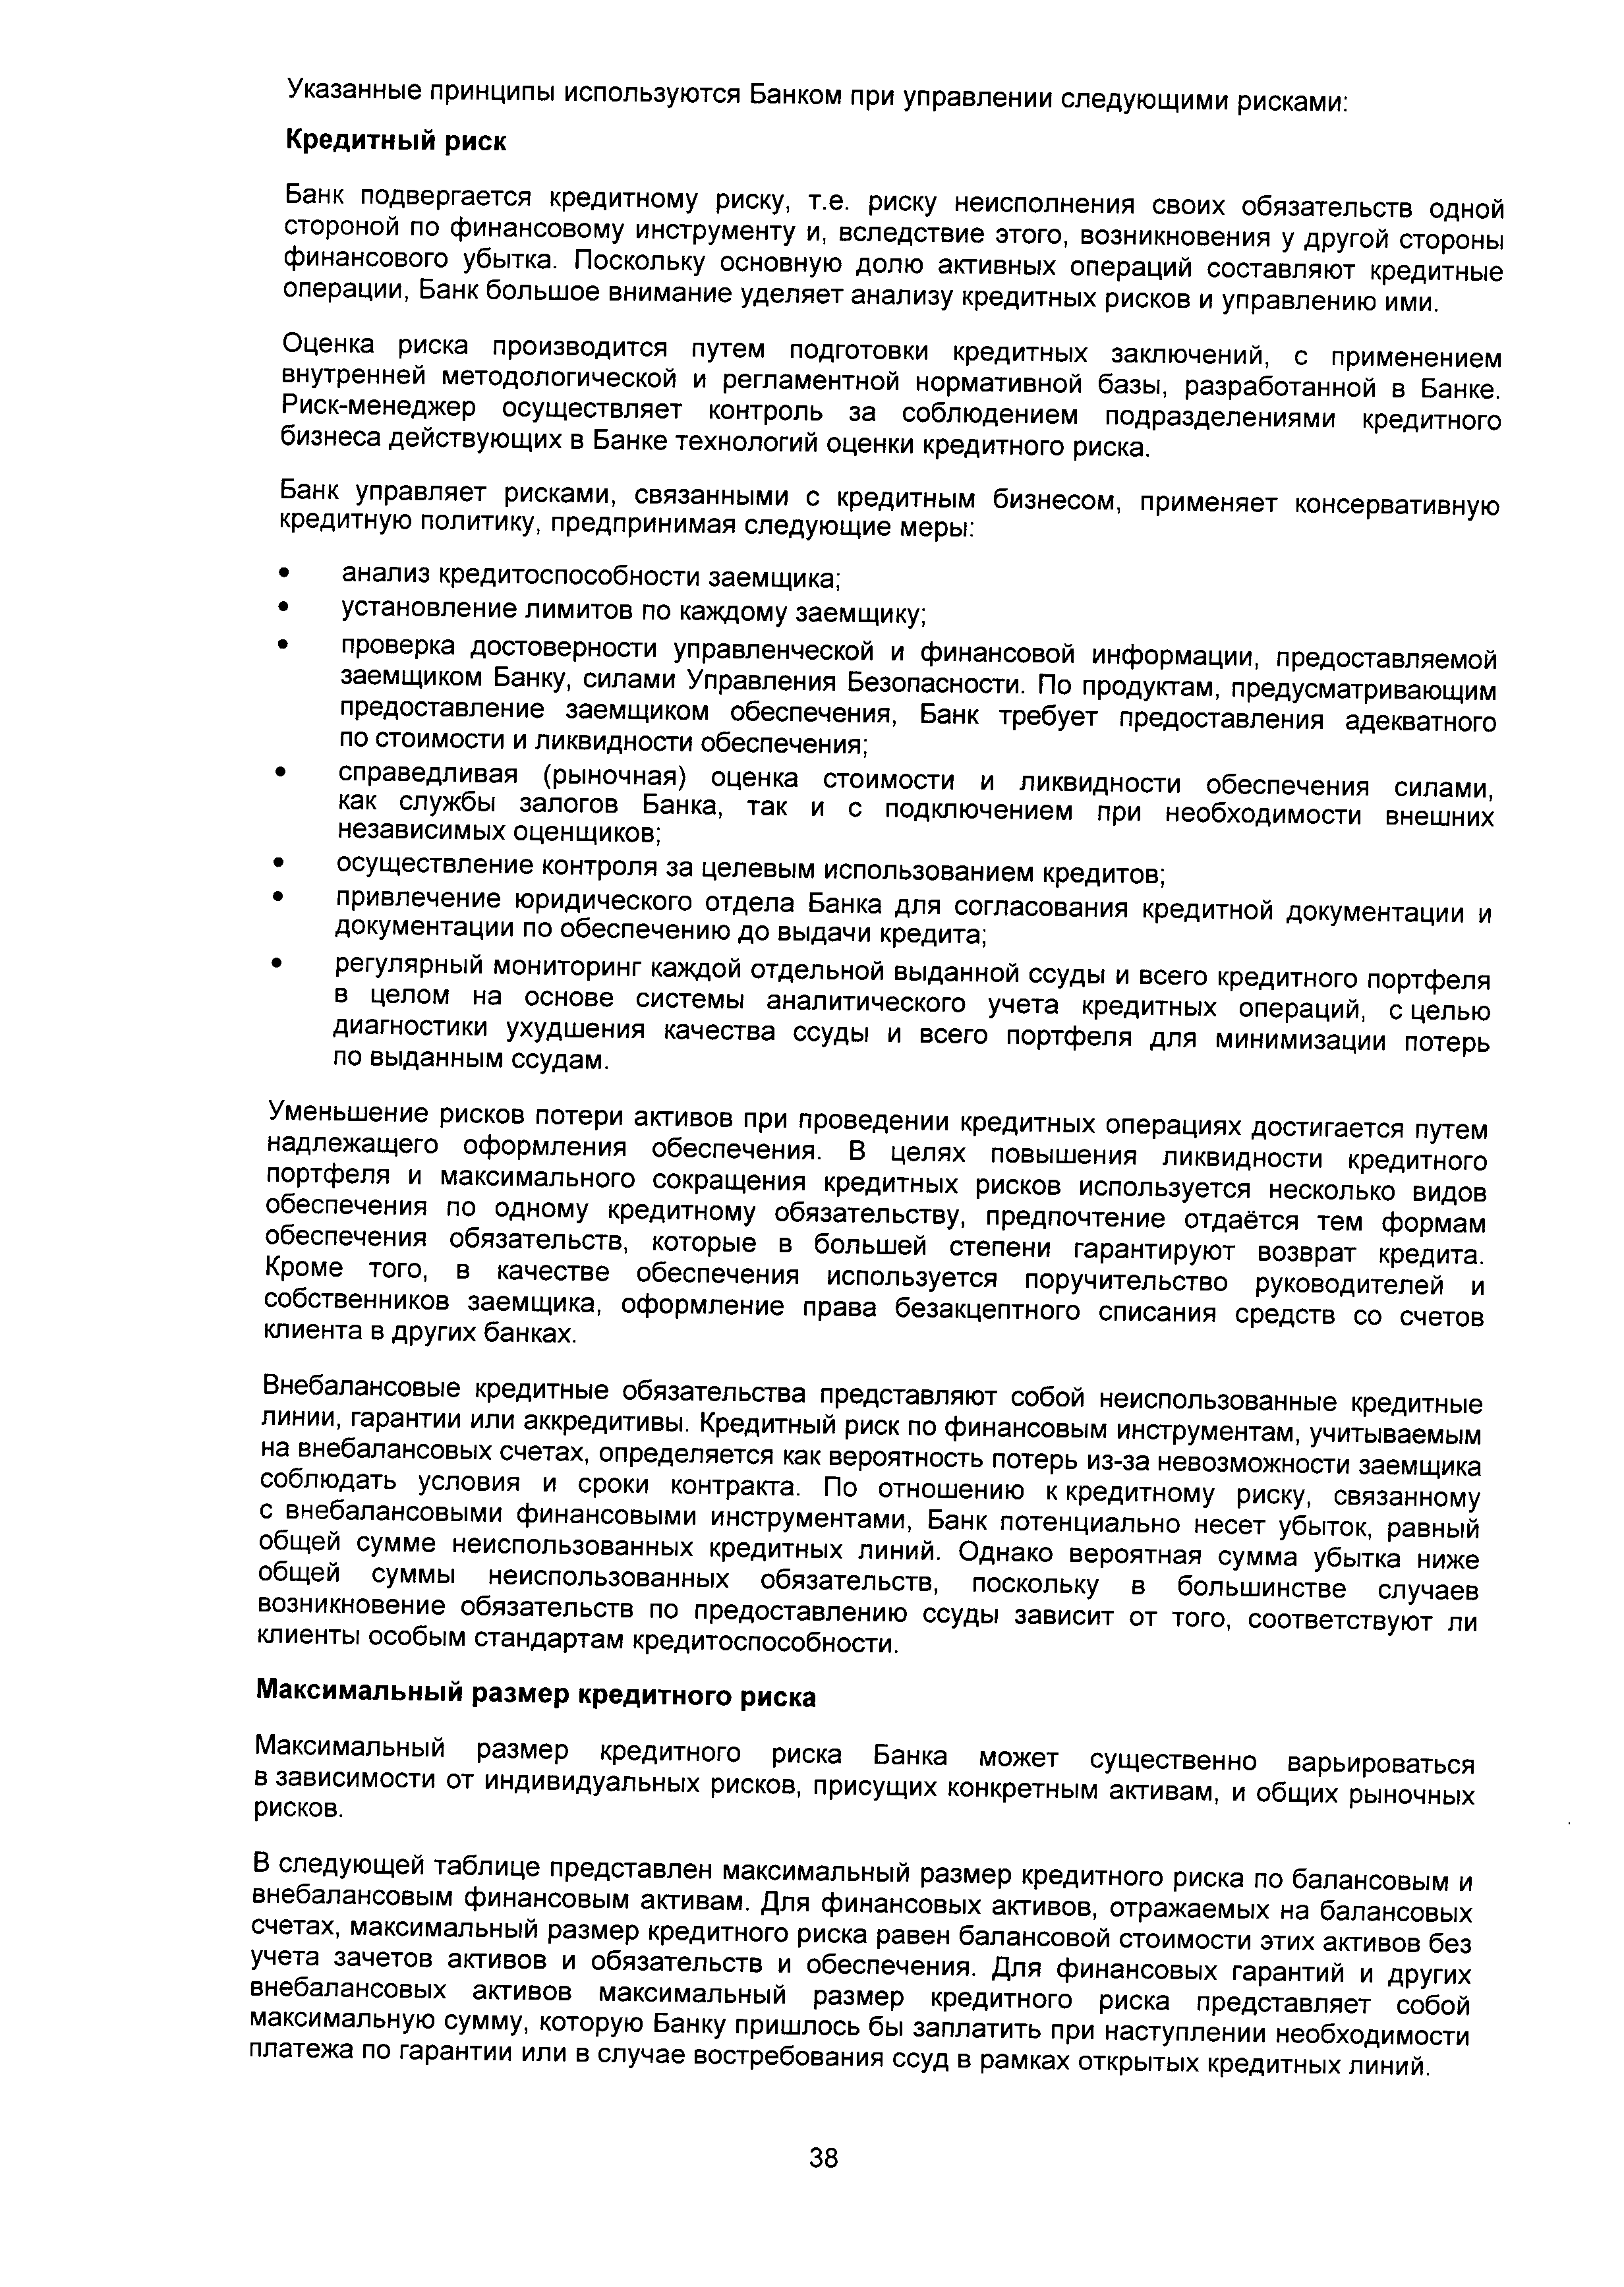 Указанные принципы используются Банком при управлении следующими рисками:
Кредитный риск
Банк подвергается кредитному риску, т.е. риску неисполнения своих обязательств одной
стороной по финансовому инструменту и, вследствие этого, возникновения у другой стороны
финансового убытка. Поскольку основную долю активных операций составляют кредитные
операции, Банк большое внимание уделяет анализу кредитных рисков и управлению ими.
Оценка риска производится путем подготовки кредитных заключений, с применением
внутренней методологической и регламентной нормативной базы, разработанной в Банке.
Риск-менеджер осуществляет контроль за соблюдением подразделениями кредитного
бизнеса действующих в Банке технологий оценки кредитного риска.
Банк управляет рисками, связанными с кредитным бизнесом, применяет консервативную
кредитную политику, предпринимая следующие меры:
• анализ кредитоспособности заемщика;
• установление лимитов по каждому заемщику;
• проверка достоверности управленческой и финансовой информации, предоставляемой
заемщиком Банку, силами Управления Безопасности. По продуктам, предусматривающим
предоставление заемщиком обеспечения, Банк требует предоставления адекватного
по стоимости и ликвидности обеспечения;
• справедливая (рыночная) оценка стоимости и ликвидности обеспечения силами,
как службы залогов Банка, так и с подключением при необходимости внешних
независимых оценщиков;
• осуществление контроля за целевым использованием кредитов;
• привлечение юридического отдела Банка для согласования кредитной документации и
документации по обеспечению до выдачи кредита;
• регулярный мониторинг каждой отдельной выданной ссуды и всего кредитного портфеля
в целом на основе системы аналитического учета кредитных операций, с целью
диагностики ухудшения качества ссуды и всего портфеля для минимизации потерь
по выданным ссудам.
Уменьшение рисков потери активов при проведении кредитных операциях достигается путем
надлежащего оформления обеспечения. В целях повышения ликвидности кредитного
портфеля и максимального сокращения кредитных рисков используется несколько видов
обеспечения по одному кредитному обязательству, предпочтение отдаётся тем формам
обеспечения обязательств, которые в большей степени гарантируют возврат кредита.
Кроме того, в качестве обеспечения используется поручительство руководителей и
собственников заемщика, оформление права безакцептного списания средств со счетов
клиента в других банках.
Внебалансовые кредитные обязательства представляют собой неиспользованные кредитные
линии, гарантии или аккредитивы. Кредитный риск по финансовым инструментам, учитываемым
на внебалансовых счетах, определяется как вероятность потерь из-за невозможности заемщика
соблюдать условия и сроки контракта. По отношению к кредитному риску, связанному
с внебалансовыми финансовыми инструментами, Банк потенциально несет убыток, равный
общей сумме неиспользованных кредитных линий. Однако вероятная сумма убытка ниже
общей суммы неиспользованных обязательств, поскольку в большинстве случаев
возникновение обязательств по предоставлению ссуды зависит от того, соответствуют ли
клиенты особым стандартам кредитоспособности.
Максимальный размер кредитного риска
Максимальный размер кредитного риска Банка может существенно варьироваться
в зависимости от индивидуальных рисков, присущих конкретным активам, и общих рыночных
рисков.
В следующей таблице представлен максимальный размер кредитного риска по балансовым и
внебалансовым финансовым активам. Для финансовых активов, отражаемых на балансовых
счетах, максимальный размер кредитного риска равен балансовой стоимости этих активов без
учета зачетов активов и обязательств и обеспечения. Для финансовых гарантий и других
внебалансовых активов максимальный размер кредитного риска представляет собой
максимальную сумму, которую Банку пришлось бы заплатить при наступлении необходимости
платежа по гарантии или в случае востребования ссуд в рамках открытых кредитных линий.
38